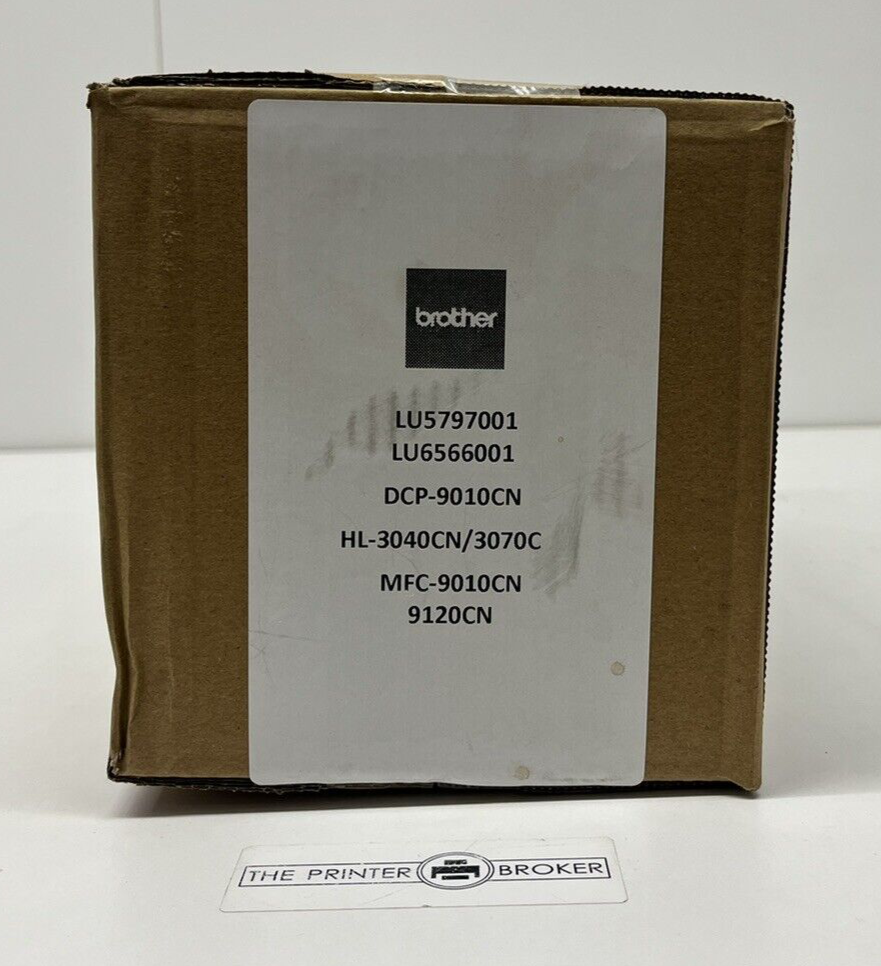 brother
LU5797001
LU6566001
DCP-9010CN
HL-3040CN/3070C
MFC-9010CN
9120CN
THE PRINTER BROKER